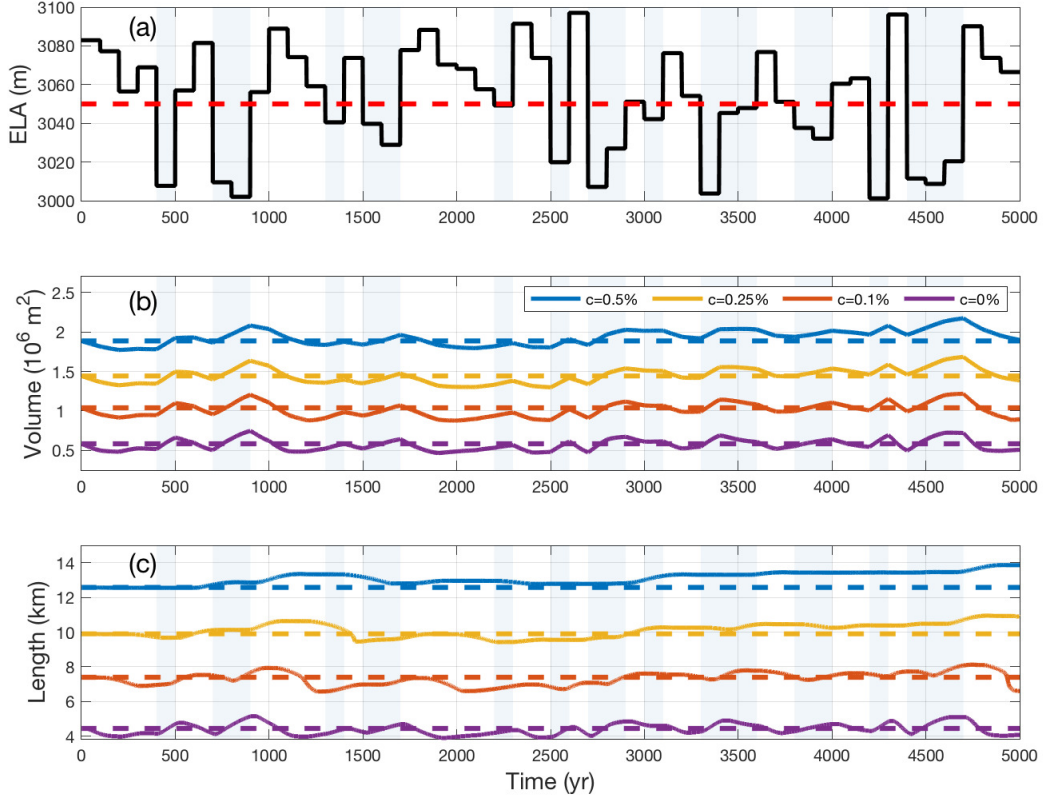 (a)
ELA (m)
3100
3080
3060
3040
3020
3000
0 500 1000 1500 2000 2500 3000 3500 4000 4500 5000
(b)
c=0.5% c=0.25% c=0.1% c=0%
Volume (10⁶ m²)
2.5
2
1.5
1
0.5
0 500 1000 1500 2000 2500 3000 3500 4000 4500 5000
(c)
Length (km)
14
12
10
8
6
4
0 500 1000 1500 2000 2500 3000 3500 4000 4500 5000
Time (yr)